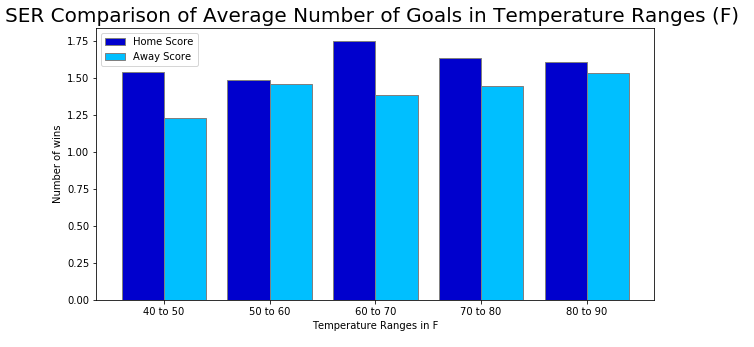 SER Comparison of Average Number of Goals in Temperature Ranges (F)
Home Score
Away Score
Number of wins
1.75
1.50
1.25
1.00
0.75
0.50
0.25
0.00
40 to 50
50 to 60
60 to 70
70 to 80
80 to 90
Temperature Ranges in F